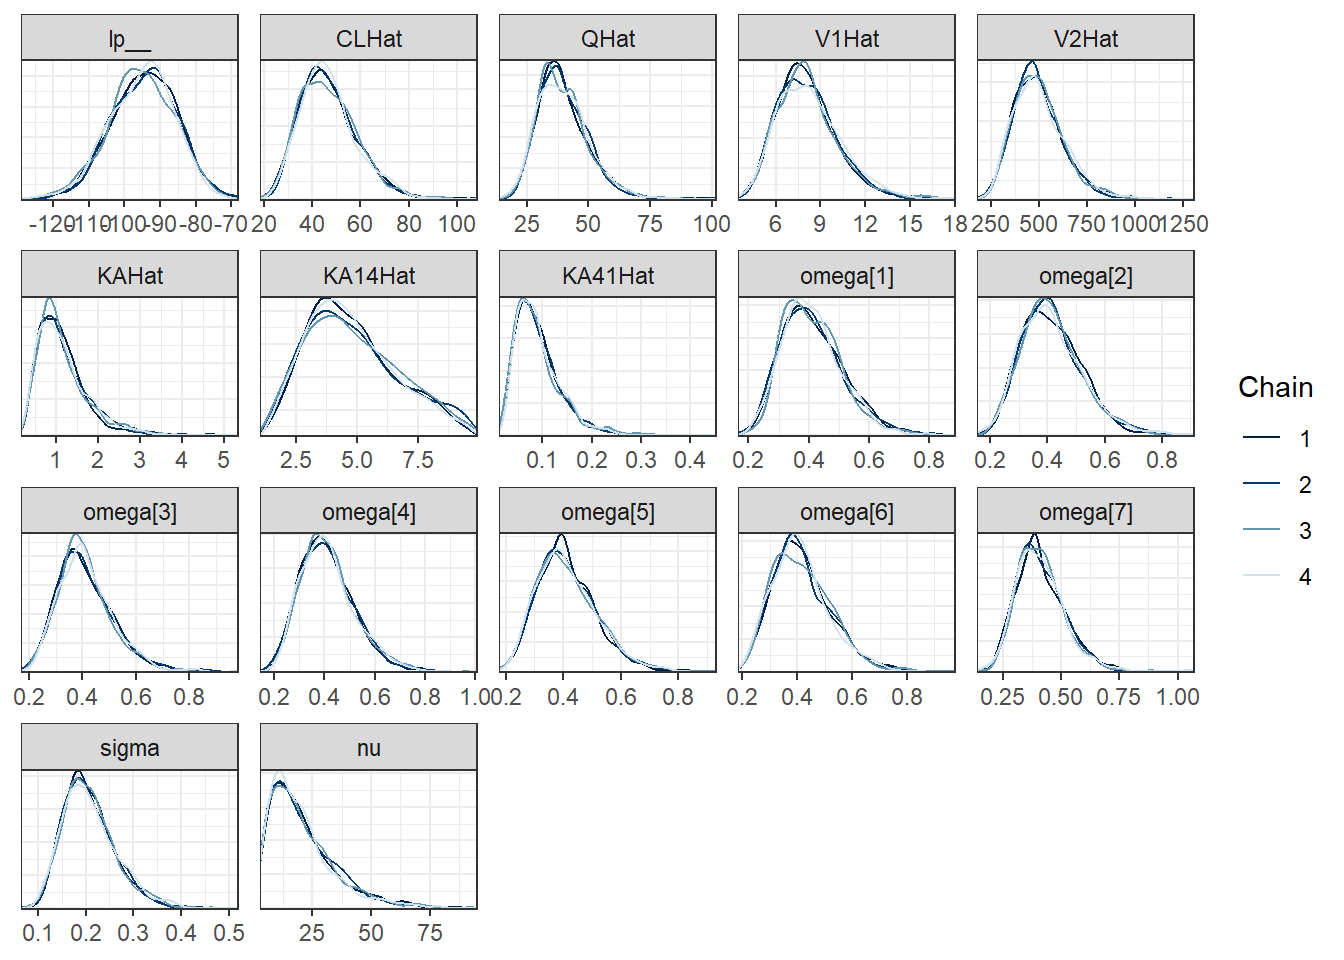 lp__ CLHat QHat V1Hat V2Hat
-120 -110 -100 -90 -80 -70 20 40 60 80 100 25 50 75 100 6 9 12 15 18 250 500 750 1000 1250
KAHat KA14Hat KA41Hat omega[1] omega[2]
1 2 3 4 5 2.5 5.0 7.5 0.1 0.2 0.3 0.4 0.2 0.4 0.6 0.8 0.2 0.4 0.6 0.8
omega[3] omega[4] omega[5] omega[6] omega[7]
0.2 0.4 0.6 0.8 0.2 0.4 0.6 0.8 1.0 0.2 0.4 0.6 0.8 0.2 0.4 0.6 0.8 0.25 0.50 0.75 1.00
sigma nu
0.1 0.2 0.3 0.4 0.5 25 50 75
Chain
1
2
3
4